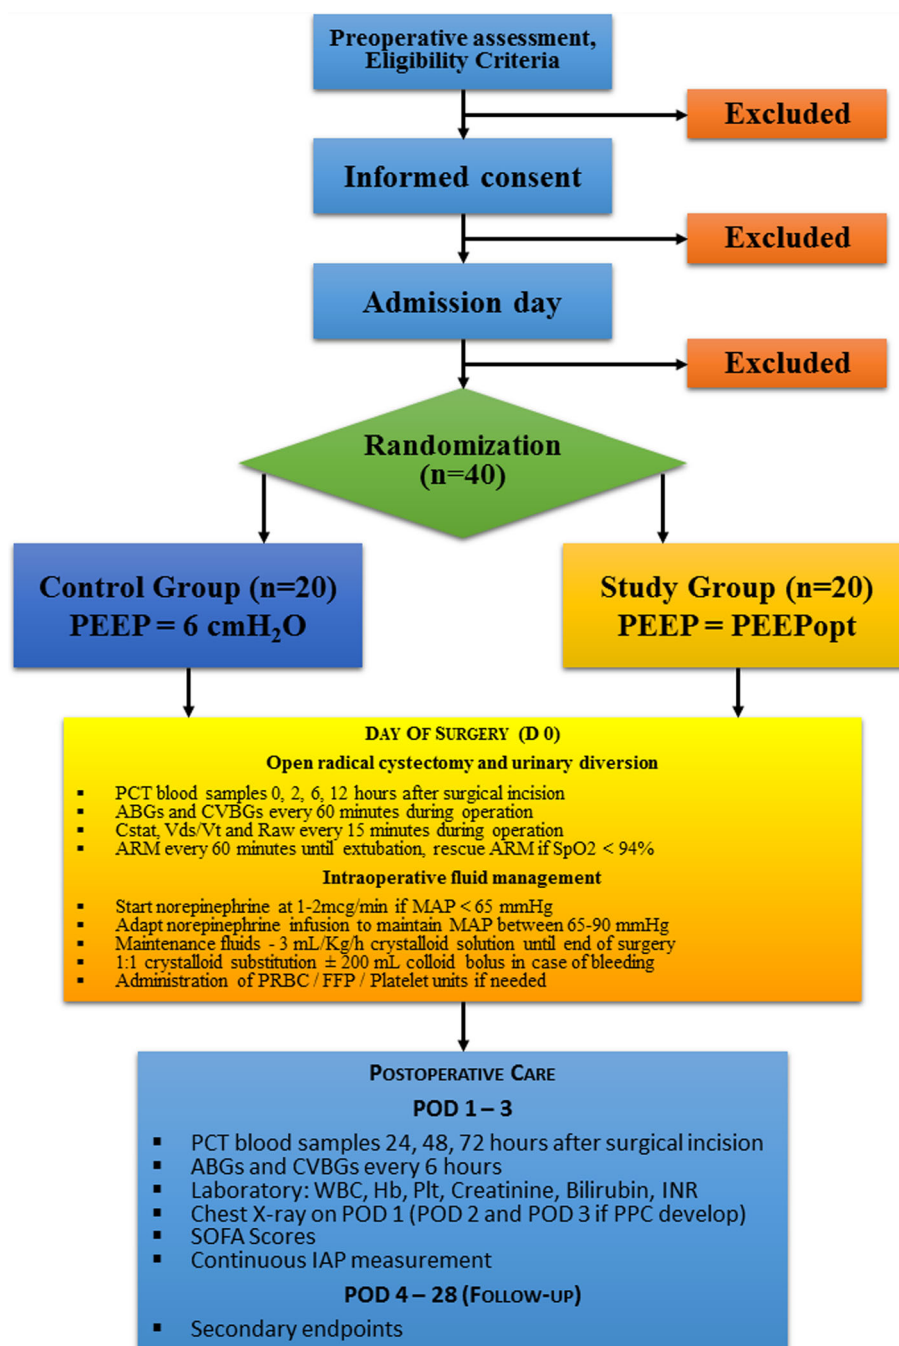 Preoperative assessment,
Eligibility Criteria
Excluded
Informed consent
Excluded
Admission day
Excluded
Randomization
(n=40)
Control Group (n=20)
PEEP = 6 cmH₂O
Study Group (n=20)
PEEP = PEEPopt
DAY OF SURGERY (D 0)
Open radical cystectomy and urinary diversion
▪ PCT blood samples 0, 2, 6, 12 hours after surgical incision
▪ ABGs and CVBGs every 60 minutes during operation
▪ Cstat, Vds/Vt and Raw every 15 minutes during operation
▪ ARM every 60 minutes until extubation, rescue ARM if SpO2 < 94%
Intraoperative fluid management
▪ Start norepinephrine at 1-2mcg/min if MAP < 65 mmHg
▪ Adapt norepinephrine infusion to maintain MAP between 65-90 mmHg
▪ Maintenance fluids - 3 mL/Kg/h crystalloid solution until end of surgery
▪ 1:1 crystalloid substitution ± 200 mL colloid bolus in case of bleeding
▪ Administration of PRBC / FFP / Platelet units if needed
POSTOPERATIVE CARE
POD 1 – 3
▪ PCT blood samples 24, 48, 72 hours after surgical incision
▪ ABGs and CVBGs every 6 hours
▪ Laboratory: WBC, Hb, Plt, Creatinine, Bilirubin, INR
▪ Chest X-ray on POD 1 (POD 2 and POD 3 if PPC develop)
▪ SOFA Scores
▪ Continuous IAP measurement
POD 4 – 28 (FOLLOW-UP)
▪ Secondary endpoints